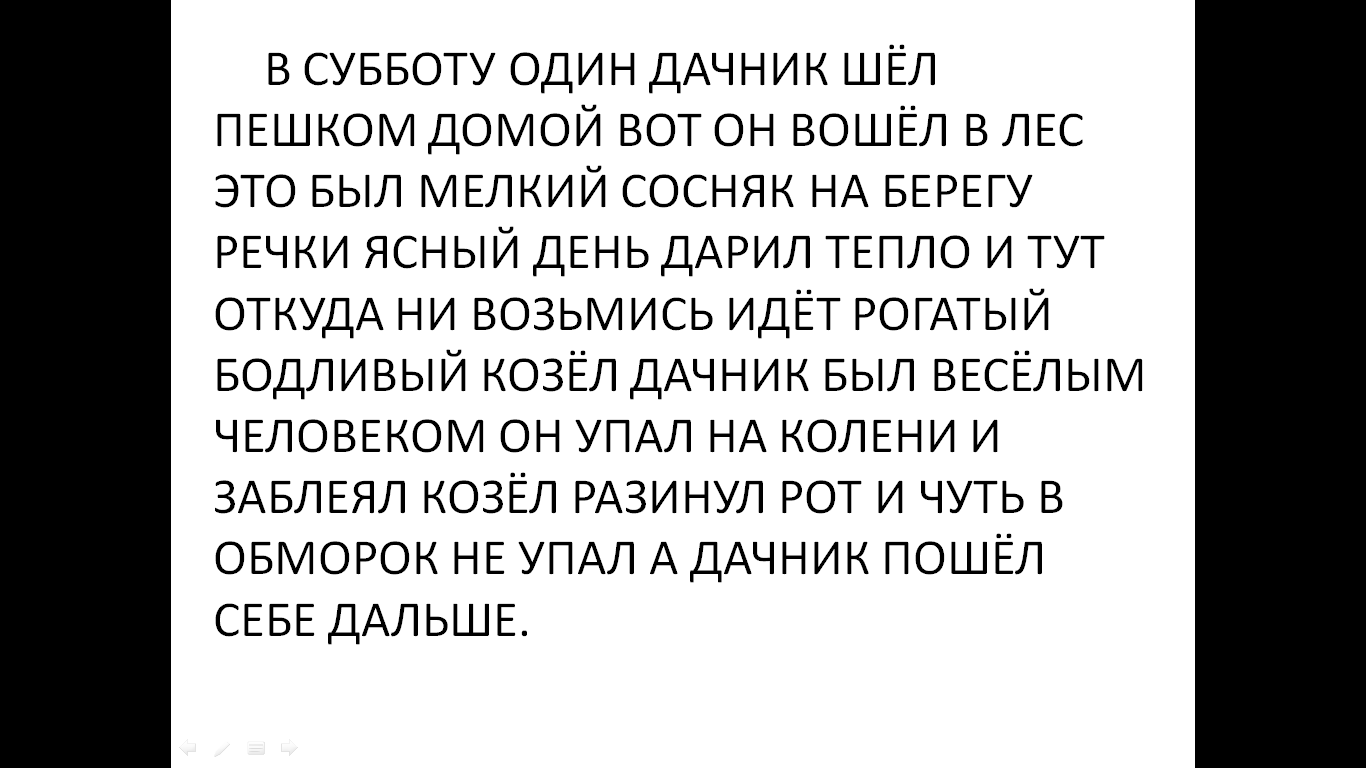 В СУББОТУ ОДИН ДАЧНИК ШЁЛ
ПЕШКОМ ДОМОЙ ВОТ ОН ВОШЁЛ В ЛЕС
ЭТО БЫЛ МЕЛКИЙ СОСНЯК НА БЕРЕГУ
РЕЧКИ ЯСНЫЙ ДЕНЬ ДАРИЛ ТЕПЛО И ТУТ
ОТКУДА НИ ВОЗЬМИСЬ ИДЁТ РОГАТЫЙ
БОДЛИВЫЙ КОЗЁЛ ДАЧНИК БЫЛ ВЕСЁЛЫМ
ЧЕЛОВЕКОМ ОН УПАЛ НА КОЛЕНИ И
ЗАБЛЕЯЛ КОЗЁЛ РАЗИНУЛ РОТ И ЧУТЬ В
ОБМОРОК НЕ УПАЛ А ДАЧНИК ПОШЁЛ
СЕБЕ ДАЛЬШЕ.